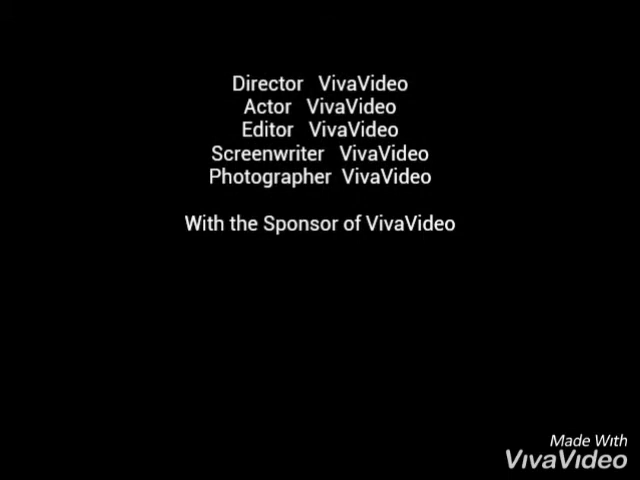 Director VivaVideo
Actor VivaVideo
Editor VivaVideo
Screenwriter VivaVideo
Photographer VivaVideo
With the Sponsor of VivaVideo
Made With
VivaVideo